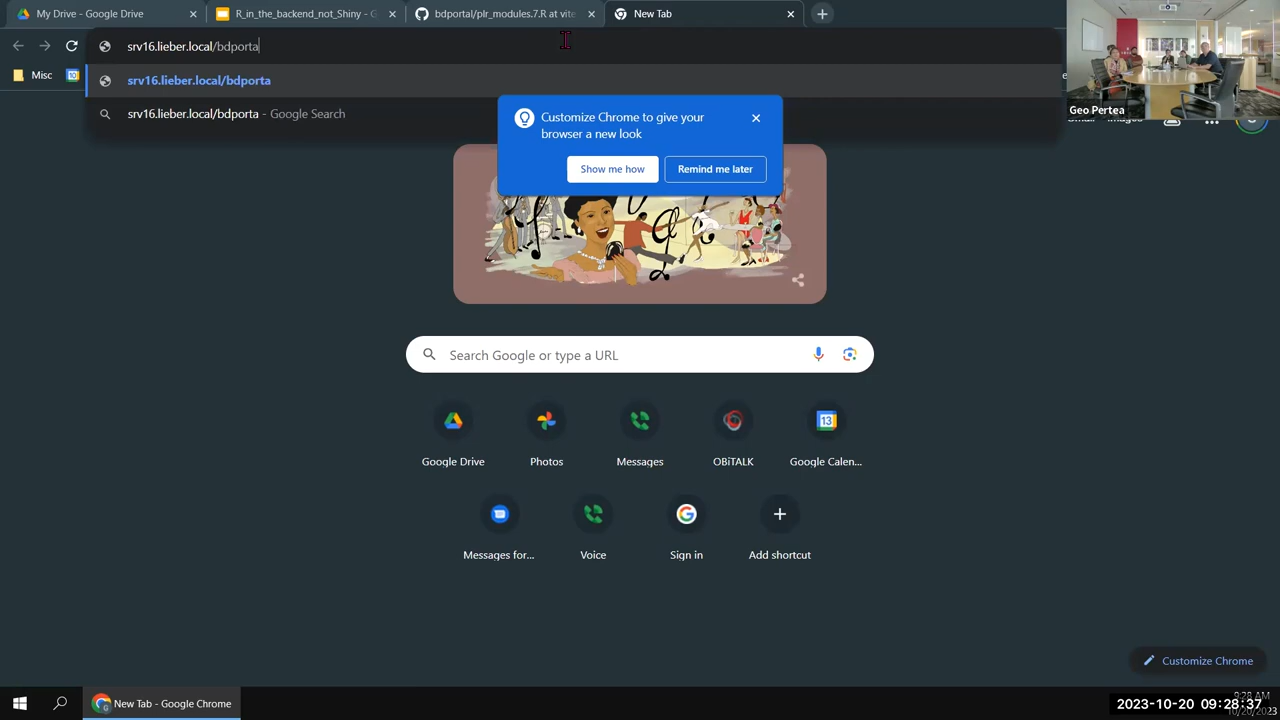 My Drive - Google Drive
R_in_the_backend_not_Shiny - G
bdportal/plr_modules.7.R at vite
New Tab
srv16.lieber.local/bdporta
Misc
srv16.lieber.local/bdporta
srv16.lieber.local/bdporta - Google Search
Geo Pertea
Customize Chrome to give your
browser a new look
Show me how
Remind me later
Search Google or type a URL
Google Drive
Photos
Messages
OBiTALK
13
Google Calen...
Messages for...
Voice
Sign in
Add shortcut
Customize Chrome
New Tab - Google Chrome
2023-10-20 09:28:37